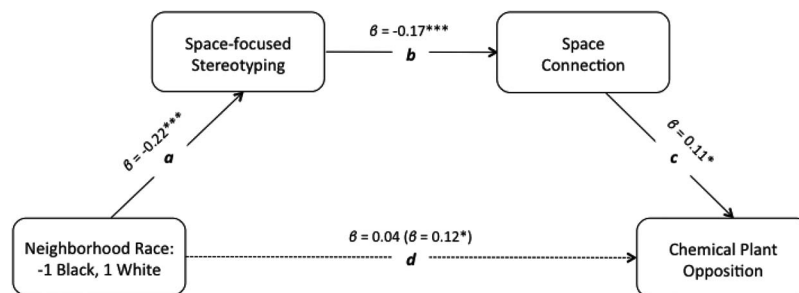 Space-focused
Stereotyping
β = -0.17***
b
Space
Connection
β = -0.22***
a
β = 0.11*
c
Neighborhood Race:
-1 Black, 1 White
β = 0.04 (β = 0.12*)
d
Chemical Plant
Opposition